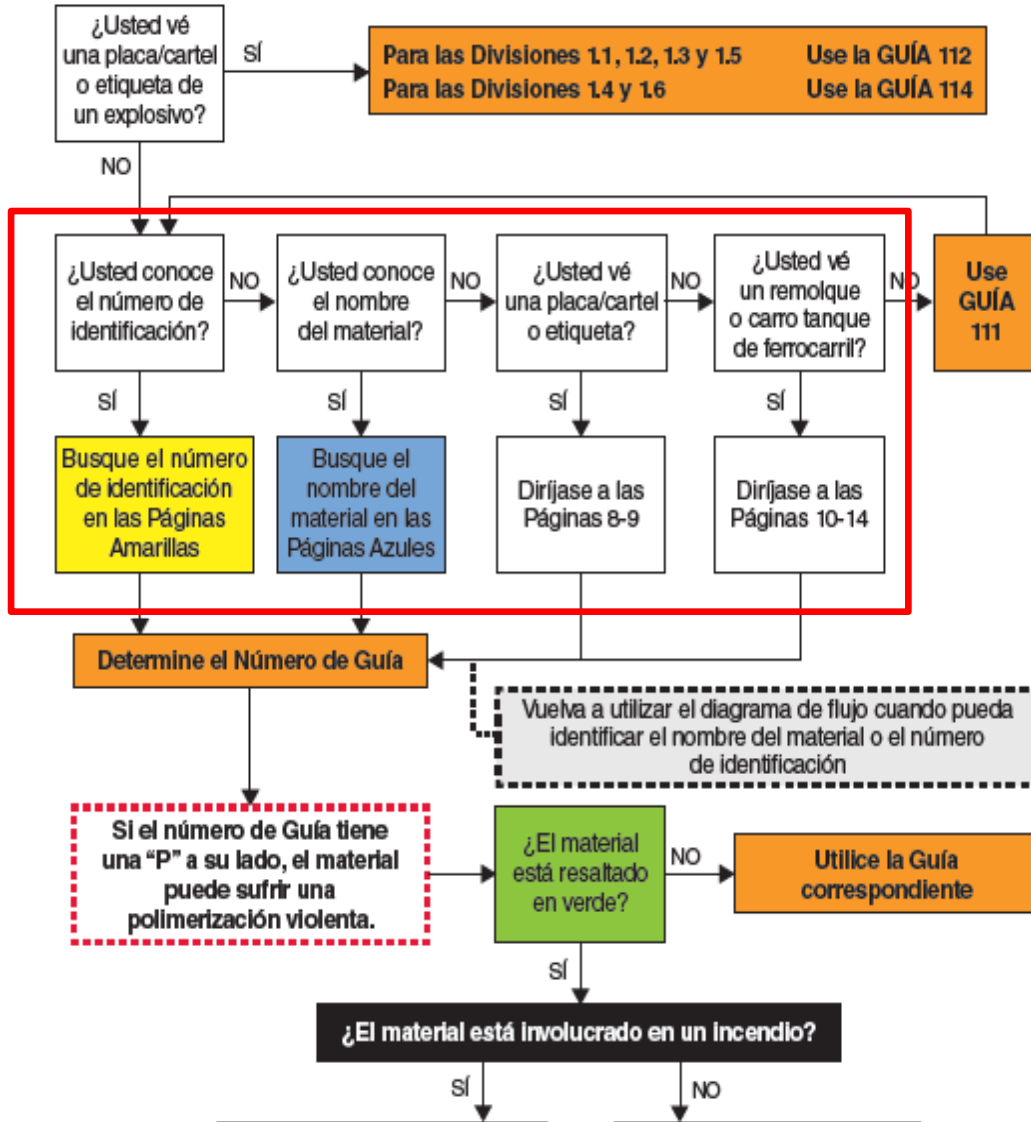 ¿Usted vé
una placa/cartel
o etiqueta de
un explosivo?
SÍ
Para las Divisiones 1.1, 1.2, 1.3 y 1.5 Use la GUÍA 112
Para las Divisiones 1.4 y 1.6 Use la GUÍA 114
NO
¿Usted conoce
el número de
identificación?
NO
¿Usted conoce
el nombre
del material?
NO
¿Usted vé
una placa/cartel
o etiqueta?
NO
¿Usted vé
un remolque
o carro tanque
de ferrocarril?
NO
Use
GUÍA
111
SÍ
SÍ
SÍ
SÍ
Busque el número
de identificación
en las Páginas
Amarillas
Busque el
nombre del
material en las
Páginas Azules
Diríjase a las
Páginas 8-9
Diríjase a las
Páginas 10-14
Determine el Número de Guía
Vuelva a utilizar el diagrama de flujo cuando pueda
identificar el nombre del material o el número
de identificación
Si el número de Guía tiene
una “P” a su lado, el material
puede sufrir una
polimerización violenta.
¿El material
está resaltado
en verde?
NO
Utilice la Guía
correspondiente
SÍ
¿El material está involucrado en un incendio?
SÍ
NO